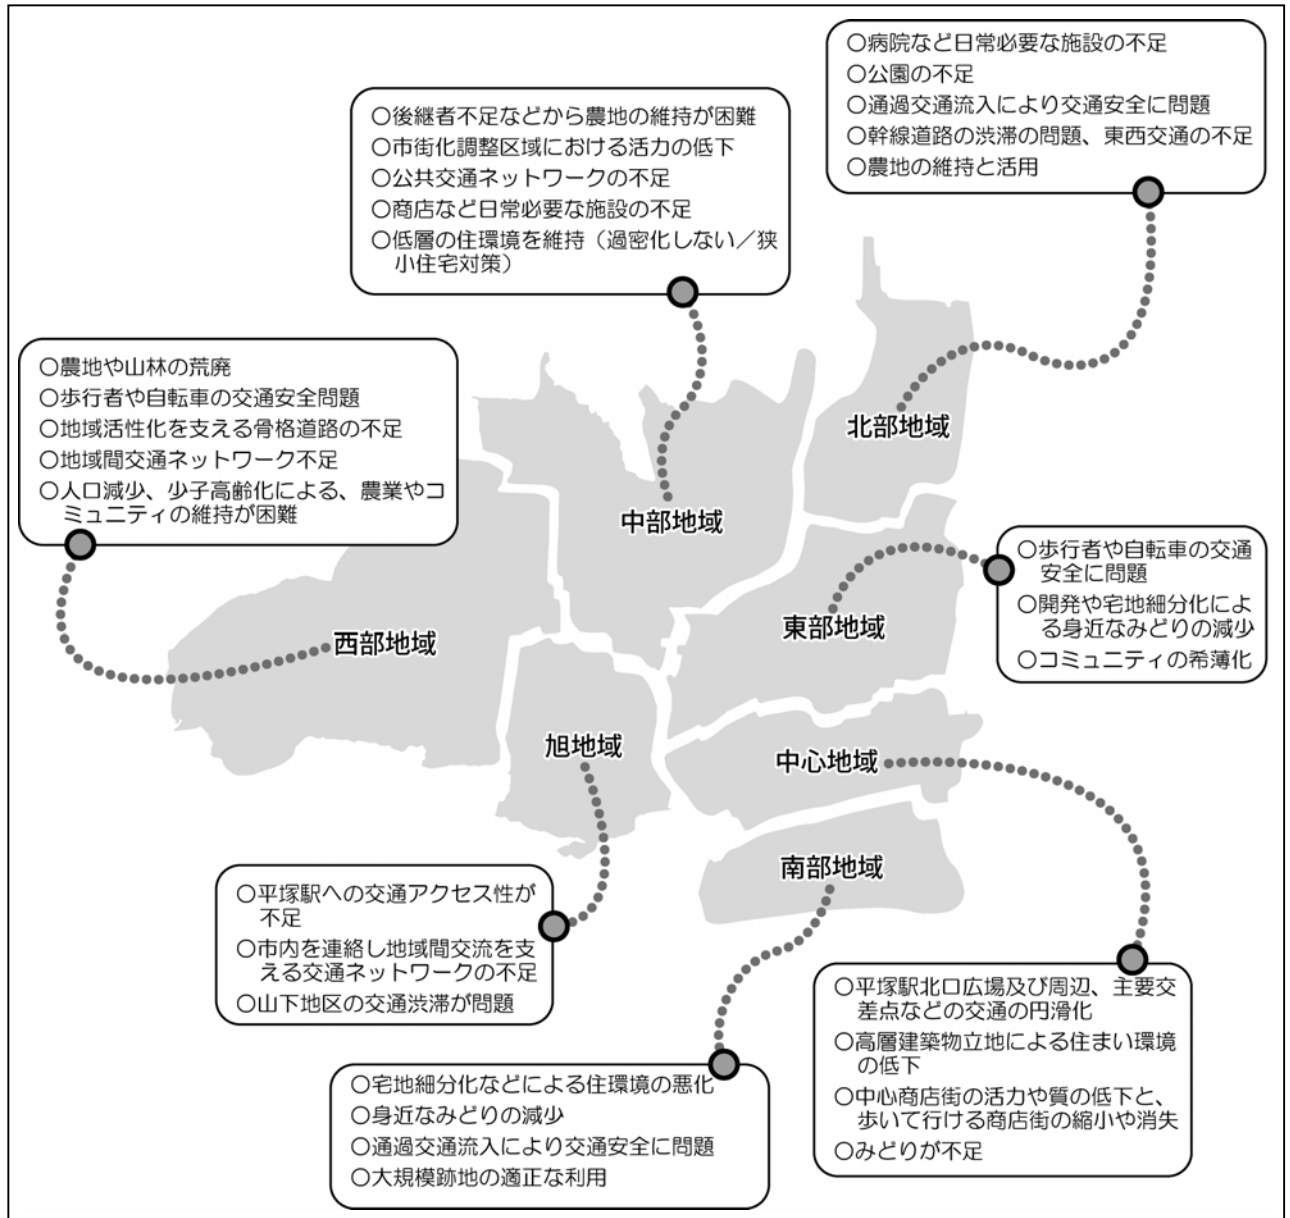 ○病院など日常必要な施設の不足
○公園の不足
○通過交通流入により交通安全に問題
○幹線道路の渋滞の問題、東西交通の不足
○農地の維持と活用
○後継者不足などから農地の維持が困難
○市街化調整区域における活力の低下
○公共交通ネットワークの不足
○商店など日常必要な施設の不足
○低層の住環境を維持（過密化しない／狭
小住宅対策）
○農地や山林の荒廃
○歩行者や自転車の交通安全問題
○地域活性化を支える骨格道路の不足
○地域間交通ネットワーク不足
○人口減少、少子高齢化による、農業やコ
ミュニティの維持が困難
北部地域
中部地域
○歩行者や自転車の交通
安全に問題
○開発や宅地細分化によ
る身近なみどりの減少
○コミュニティの希薄化
東部地域
西部地域
旭地域
中心地域
南部地域
○平塚駅への交通アクセス性が
不足
○市内を連絡し地域間交流を支
える交通ネットワークの不足
○山下地区の交通渋滞が問題
○平塚駅北口広場及び周辺、主要交
差点などの交通の円滑化
○高層建築物立地による住まい環境
の低下
○中心商店街の活力や質の低下と、
歩いて行ける商店街の縮小や消失
○みどりが不足
○宅地細分化などによる住環境の悪化
○身近なみどりの減少
○通過交通流入により交通安全に問題
○大規模跡地の適正な利用